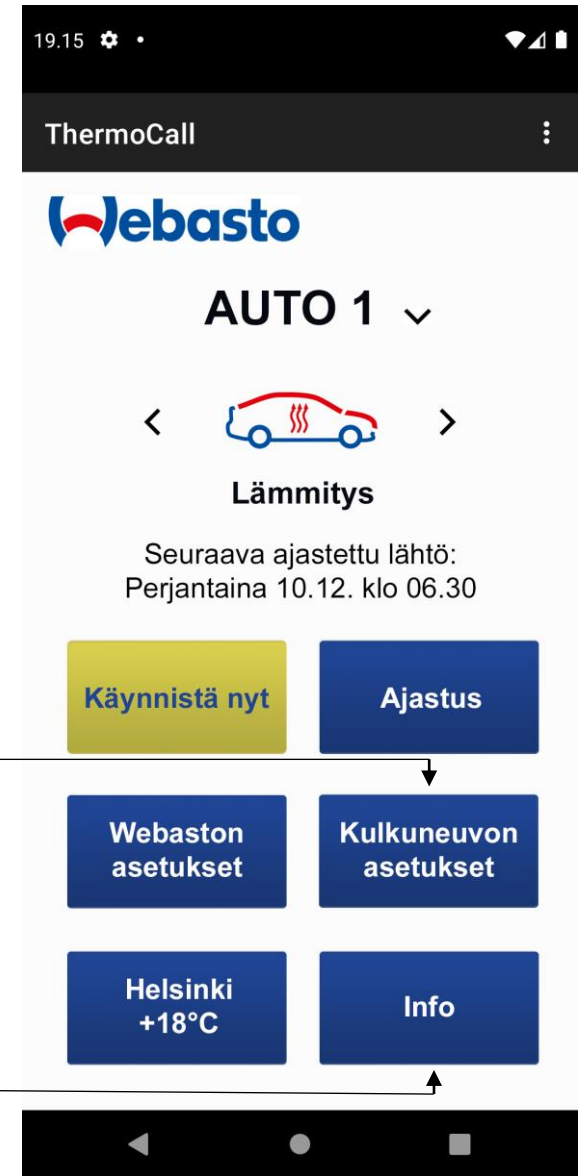 19.15
ThermoCall
Webasto
AUTO 1
Lämmitys
Seuraava ajastettu lähtö:
Perjantaina 10.12. klo 06.30
Käynnistä nyt
Ajastus
Webaston
asetukset
Kulkuneuvon
asetukset
Helsinki
+18°C
Info